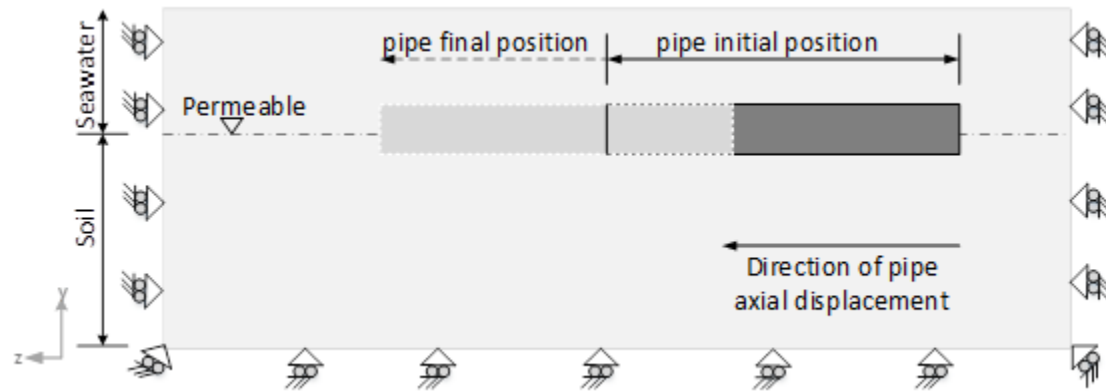 Seawater
pipe final position
pipe initial position
Permeable
Soil
Direction of pipe
axial displacement
y
z